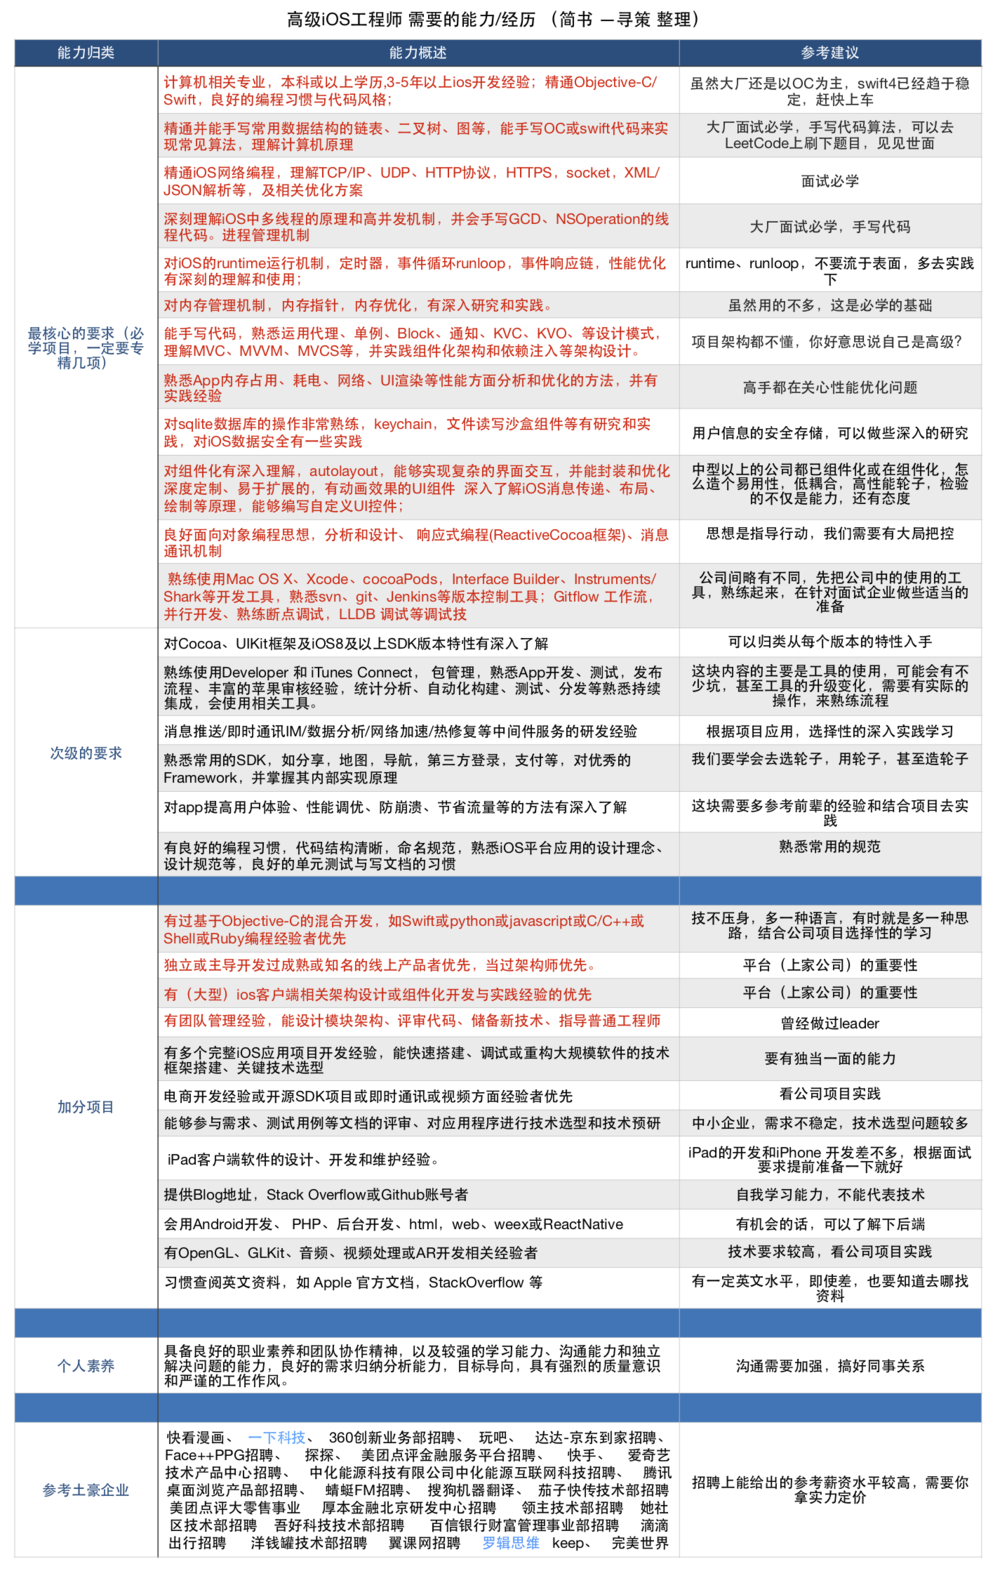 高级iOS工程师 需要的能力/经历 （简书 —寻策 整理）
能力归类
能力概述
参考建议
最核心的要求（必
学项目，一定要专
精几项）
计算机相关专业，本科或以上学历,3-5年以上ios开发经验；精通Objective-C/
Swift，良好的编程习惯与代码风格；
虽然大厂还是以OC为主，swift4已经趋于稳
定，赶快上车
精通并能手写常用数据结构的链表、二叉树、图等，能手写OC或swift代码来实
现常见算法，理解计算机原理
大厂面试必学，手写代码算法，可以去
LeetCode上刷下题目，见见世面
精通iOS网络编程，理解TCP/IP、UDP、HTTP协议，HTTPS，socket，XML/
JSON解析等，及相关优化方案
面试必学
深刻理解iOS中多线程的原理和高并发机制，并会手写GCD、NSOperation的线
程代码。进程管理机制
大厂面试必学，手写代码
对iOS的runtime运行机制，定时器，事件循环runloop，事件响应链，性能优化
有深刻的理解和使用；
runtime、runloop，不要流于表面，多去实践
下
对内存管理机制，内存指针，内存优化，有深入研究和实践。
虽然用的不多，这是必学的基础
能手写代码，熟悉运用代理、单例、Block、通知、KVC、KVO、等设计模式，
理解MVC、MVVM、MVCS等，并实践组件化架构和依赖注入等架构设计。
项目架构都不懂，你好意思说自己是高级？
熟悉App内存占用、耗电、网络、UI渲染等性能方面分析和优化的方法，并有
实践经验
高手都在关心性能优化问题
对sqlite数据库的操作非常熟练，keychain，文件读写沙盒组件等有研究和实
践，对iOS数据安全有一些实践
用户信息的安全存储，可以做些深入的研究
对组件化有深入理解，autolayout，能够实现复杂的界面交互，并能封装和优化
深度定制、易于扩展的，有动画效果的UI组件 深入了解iOS消息传递、布局、
绘制等原理，能够编写自定义UI控件；
中型以上的公司都已组件化或在组件化，怎
么造个易用性，低耦合，高性能轮子，检验
的不仅是能力，还有态度
良好面向对象编程思想，分析和设计、 响应式编程(ReactiveCocoa框架)、消息
通讯机制
思想是指导行动，我们需要有大局把控
熟练使用Mac OS X、Xcode、cocoaPods，Interface Builder、Instruments/
Shark等开发工具，熟悉svn、git、Jenkins等版本控制工具；Gitflow 工作流，
并行开发、熟练断点调试，LLDB 调试等调试技
公司间略有不同，先把公司中的使用的工
具，熟练起来，在针对面试企业做些适当的
准备
次级的要求
对Cocoa、UIKit框架及iOS8及以上SDK版本特性有深入了解
可以归类从每个版本的特性入手
熟练使用Developer 和 iTunes Connect， 包管理，熟悉App开发、测试，发布
流程、丰富的苹果审核经验，统计分析、自动化构建、测试、分发等熟悉持续
集成，会使用相关工具。
这块内容的主要是工具的使用，可能会有不
少坑，甚至工具的升级变化，需要有实际的
操作，来熟练流程
消息推送/即时通讯IM/数据分析/网络加速/热修复等中间件服务的研发经验
根据项目应用，选择性的深入实践学习
熟悉常用的SDK，如分享，地图，导航，第三方登录，支付等，对优秀的
Framework，并掌握其内部实现原理
我们要学会去选轮子，用轮子，甚至造轮子
对app提高用户体验、性能调优、防崩溃、节省流量等的方法有深入了解
这块需要多参考前辈的经验和结合项目去实
践
有良好的编程习惯，代码结构清晰，命名规范，熟悉iOS平台应用的设计理念、
设计规范等，良好的单元测试与写文档的习惯
熟悉常用的规范
加分项目
有过基于Objective-C的混合开发，如Swift或python或javascript或C/C++或
Shell或Ruby编程经验者优先
技不压身，多一种语言，有时就是多一种思
路，结合公司项目选择性的学习
独立或主导开发过成熟或知名的线上产品者优先，当过架构师优先。
平台（上家公司）的重要性
有（大型）ios客户端相关架构设计或组件化开发与实践经验的优先
平台（上家公司）的重要性
有团队管理经验，能设计模块架构、评审代码、储备新技术、指导普通工程师
曾经做过leader
有多个完整iOS应用项目开发经验，能快速搭建、调试或重构大规模软件的技术
框架搭建、关键技术选型
要有独当一面的能力
电商开发经验或开源SDK项目或即时通讯或视频方面经验者优先
看公司项目实践
能够参与需求、测试用例等文档的评审、对应用程序进行技术选型和技术预研
中小企业，需求不稳定，技术选型问题较多
iPad客户端软件的设计、开发和维护经验。
iPad的开发和iPhone 开发差不多，根据面试
要求提前准备一下就好
提供Blog地址，Stack Overflow或Github账号者
自我学习能力，不能代表技术
会用Android开发、 PHP、后台开发、html，web、weex或ReactNative
有机会的话，可以了解下后端
有OpenGL、GLKit、音频、视频处理或AR开发相关经验者
技术要求较高，看公司项目实践
习惯查阅英文资料，如 Apple 官方文档，StackOverflow 等
有一定英文水平，即使差，也要知道去哪找
资料
个人素养
具备良好的职业素养和团队协作精神，以及较强的学习能力、沟通能力和独立
解决问题的能力，良好的需求归纳分析能力，目标导向，具有强烈的质量意识
和严谨的工作作风。
沟通需要加强，搞好同事关系
参考土豪企业
快看漫画、 一下科技、 360创新业务部招聘、 玩吧、 达达-京东到家招聘、
Face++PPG招聘、 探探、 美团点评金融服务平台招聘、 快手、 爱奇艺
技术产品中心招聘、 中化能源科技有限公司中化能源互联网科技招聘、 腾讯
桌面浏览产品部招聘、 蜻蜓FM招聘、 搜狗机器翻译、 茄子快传技术部招聘
美团点评大零售事业 厚本金融北京研发中心招聘 领主技术部招聘 她社
区技术部招聘 吾好科技技术部招聘 百信银行财富管理事业部招聘 滴滴
出行招聘 洋钱罐技术部招聘 翼课网招聘 罗辑思维 keep、 完美世界
招聘上能给出的参考薪资水平较高，需要你
拿实力定价